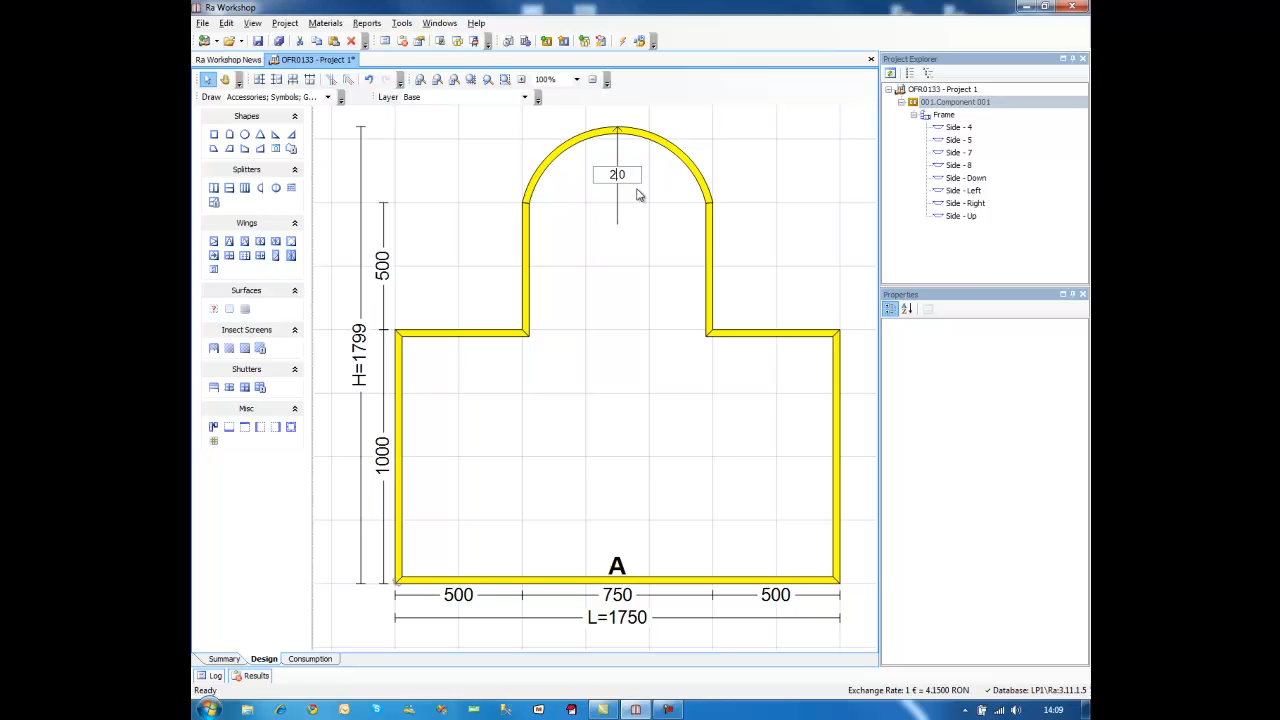 Ra Workshop
File Edit View Project Materials Reports Tools Windows Help
Ra Workshop News OFR0133 - Project 1*
100%
Draw Accessories; Symbols; G... Layer Base
Shapes
Splitters
Wings
Surfaces
Insect Screens
Shutters
Misc
20
500
H=1799
1000
A
500 750 500
L=1750
Project Explorer
OFR0133 - Project 1
001.Component 001
Frame
Side - 4
Side - 5
Side - 7
Side - 8
Side - Down
Side - Left
Side - Right
Side - Up
Properties
Summary Design Consumption
Log Results
Ready Exchange Rate: 1 € = 4.1500 RON Database: LP1\Ra:3.11.1.5
14:09